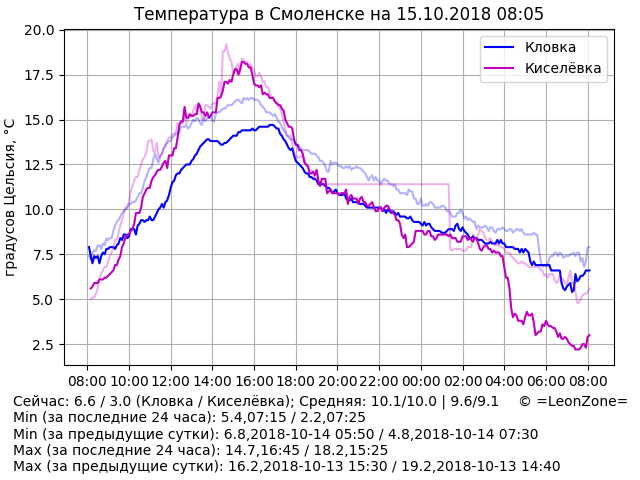 Температура в Смоленске на 15.10.2018 08:05
20.0
17.5
15.0
12.5
10.0
7.5
5.0
2.5
градусов Цельсия, °C
Кловка
Киселёвка
08:00 10:00 12:00 14:00 16:00 18:00 20:00 22:00 00:00 02:00 04:00 06:00 08:00
Сейчас: 6.6 / 3.0 (Кловка / Киселёвка); Средняя: 10.1/10.0 | 9.6/9.1 © =LeonZone=
Min (за последние 24 часа): 5.4,07:15 / 2.2,07:25
Min (за предыдущие сутки): 6.8,2018-10-14 05:50 / 4.8,2018-10-14 07:30
Max (за последние 24 часа): 14.7,16:45 / 18.2,15:25
Max (за предыдущие сутки): 16.2,2018-10-13 15:30 / 19.2,2018-10-13 14:40